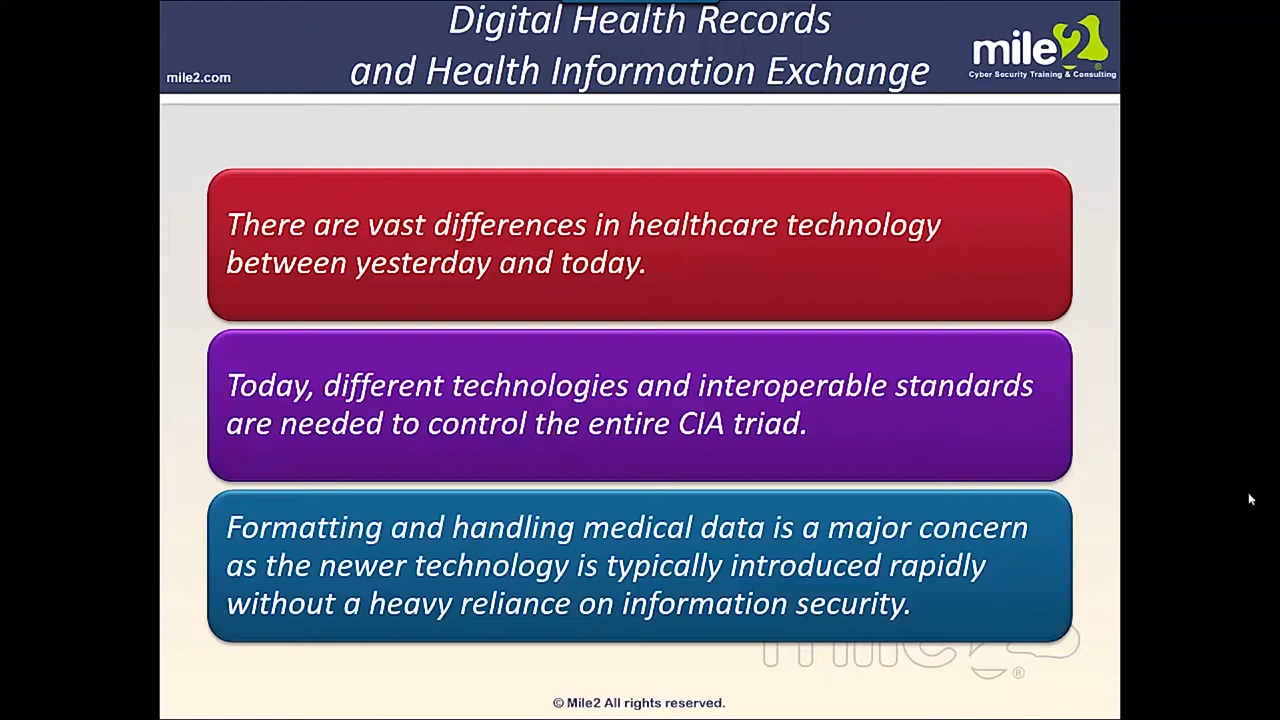 Digital Health Records
and Health Information Exchange
mile2.com
mile2
Cyber Security Training & Consulting
There are vast differences in healthcare technology
between yesterday and today.
Today, different technologies and interoperable standards
are needed to control the entire CIA triad.
Formatting and handling medical data is a major concern
as the newer technology is typically introduced rapidly
without a heavy reliance on information security.
mile2
®
© Mile2 All rights reserved.